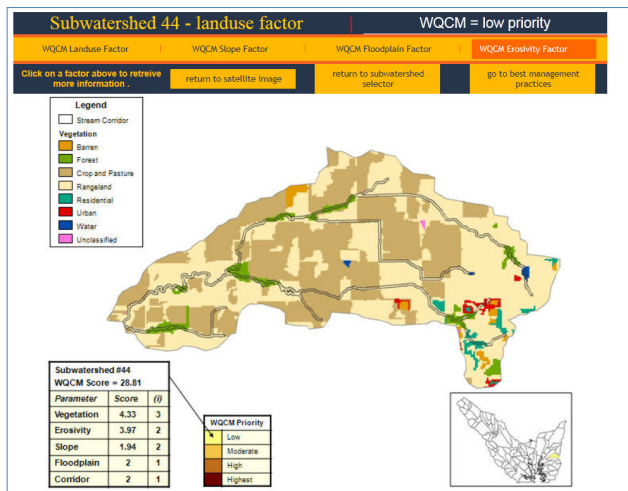 Subwatershed 44 - landuse factor
WQCM = low priority
WQCM Landuse Factor
WQCM Slope Factor
WQCM Floodplain Factor
WQCM Erosivity Factor
Click on a factor above to retreive
more information .
return to satellite image
return to subwatershed
selector
go to best management
practices
Legend
Stream Corridor
Vegetation
Barren
Forest
Crop and Pasture
Rangeland
Residential
Urban
Water
Unclassified
Subwatershed #44
WQCM Score = 28.81
Parameter Score (i)
Vegetation 4.33 3
Erosivity 3.97 2
Slope 1.94 2
Floodplain 2 1
Corridor 2 1
WQCM Priority
Low
Moderate
High
Highest